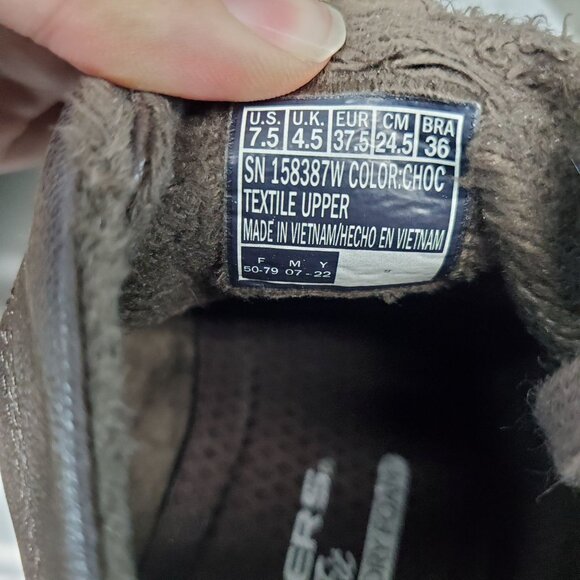 U.S. U.K. EUR CM BRA
7.5 4.5 37.5 24.5 36
SN 158387W COLOR:CHOC
TEXTILE UPPER
MADE IN VIETNAM/HECHO EN VIETNAM
F M Y
50-79 07 - 22
ERS